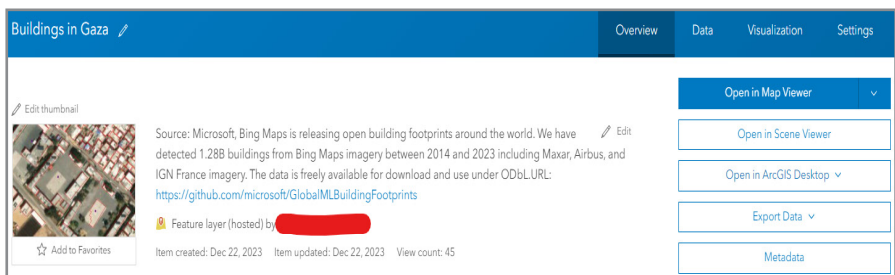 Buildings in Gaza
Overview
Data
Visualization
Settings
Edit thumbnail
Add to Favorites
Source: Microsoft, Bing Maps is releasing open building footprints around the world. We have
detected 1.28B buildings from Bing Maps imagery between 2014 and 2023 including Maxar, Airbus, and
IGN France imagery. The data is freely available for download and use under ODbL.URL:
https://github.com/microsoft/GlobalMLBuildingFootprints
Edit
Feature layer (hosted) by
Item created: Dec 22, 2023 Item updated: Dec 22, 2023 View count: 45
Open in Map Viewer
Open in Scene Viewer
Open in ArcGIS Desktop
Export Data
Metadata